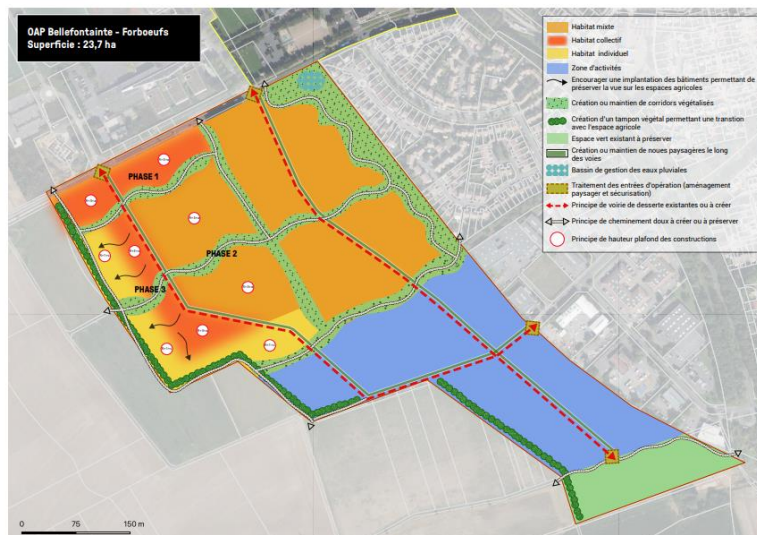 OAP Bellefontainte - Forboeufs
Superficie : 23,7 ha
Habitat mixte
Habitat collectif
Habitat individuel
Zone d'activités
Encourager une implantation des bâtiments permettant de
préserver la vue sur les espaces agricoles
Création ou maintien de corridors végétalisés
Création d'un tampon végétal permettant une transtion
avec l'espace agricole
Espace vert existant à préserver
Création ou maintien de noues paysagères le long
des voies
Bassin de gestion des eaux pluviales
Traitement des entrées d'opération (aménagement
paysager et sécurisation)
Principe de voirie de desserte existantes ou à créer
Principe de cheminement doux à créer ou à préserver
Principe de hauteur plafond des constructions
PHASE 1
PHASE 2
PHASE 3
0 75 150 m